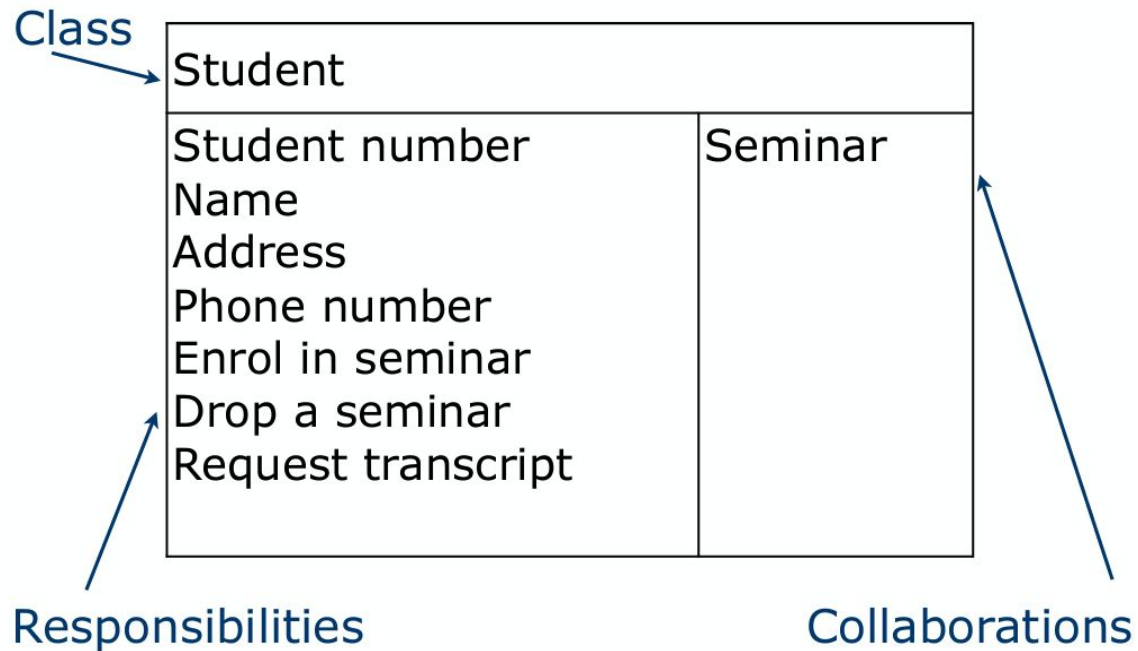 Class
Student
Student number
Name
Address
Phone number
Enrol in seminar
Drop a seminar
Request transcript
Seminar
Responsibilities
Collaborations